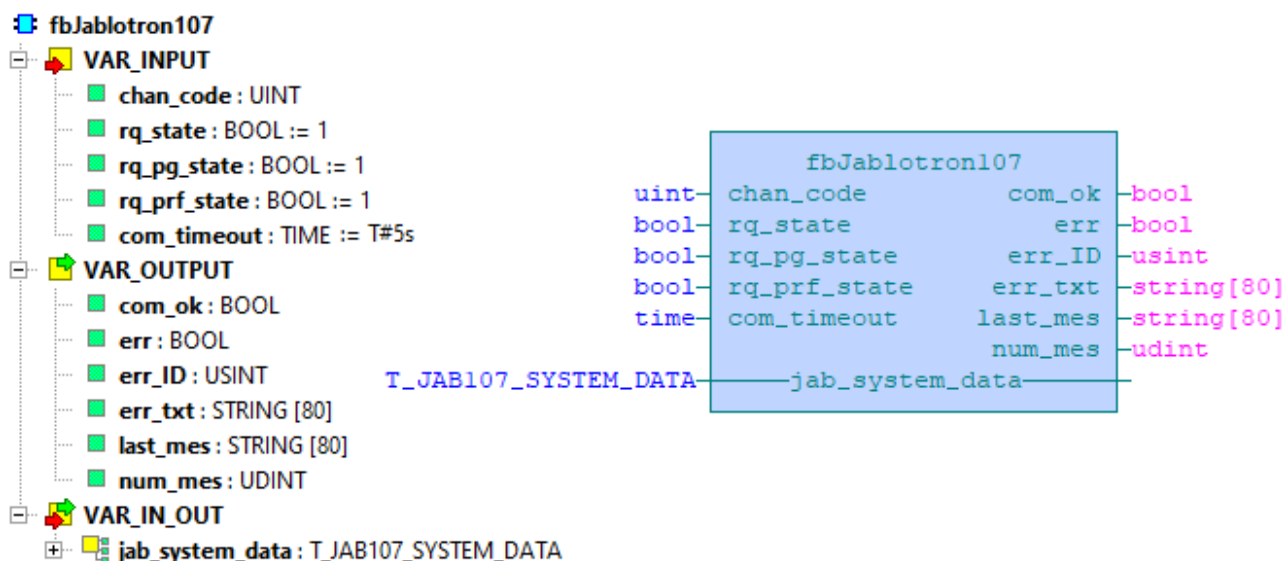 fbJablotron107
VAR_INPUT
chan_code : UINT
rq_state : BOOL := 1
rq_pg_state : BOOL := 1
rq_prf_state : BOOL := 1
com_timeout : TIME := T#5s
VAR_OUTPUT
com_ok : BOOL
err : BOOL
err_ID : USINT
err_txt : STRING [80]
last_mes : STRING [80]
num_mes : UDINT
VAR_IN_OUT
jab_system_data : T_JAB107_SYSTEM_DATA
fbJablotron107
uint chan_code com_ok bool
bool rq_state err bool
bool rq_pg_state err_ID usint
bool rq_prf_state err_txt string[80]
time com_timeout last_mes string[80]
num_mes udint
T_JAB107_SYSTEM_DATA jab_system_data